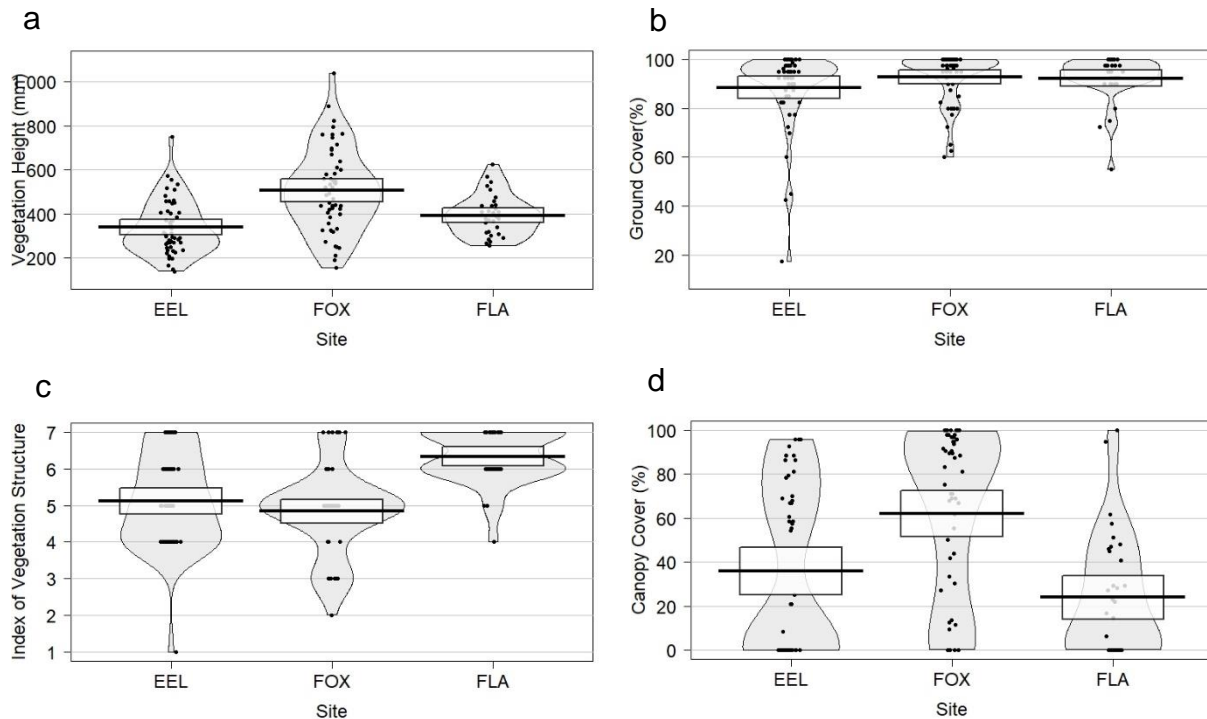 a
Vegetation Height (mm)
000
800
600
400
200
EEL
FOX
FLA
Site
b
Ground Cover(%)
100
80
60
40
20
EEL
FOX
FLA
Site
c
Index of Vegetation Structure
7
6
5
4
3
2
1
EEL
FOX
FLA
Site
d
Canopy Cover (%)
100
80
60
40
20
0
EEL
FOX
FLA
Site